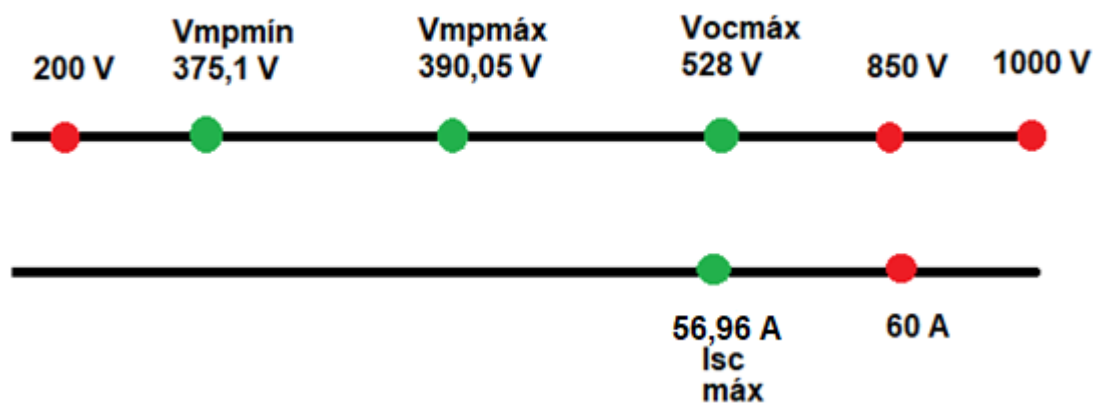 Vmpmín
Vmpmáx
Vocmáx
200 V
375,1 V
390,05 V
528 V
850 V
1000 V
56,96 A
60 A
Isc
máx